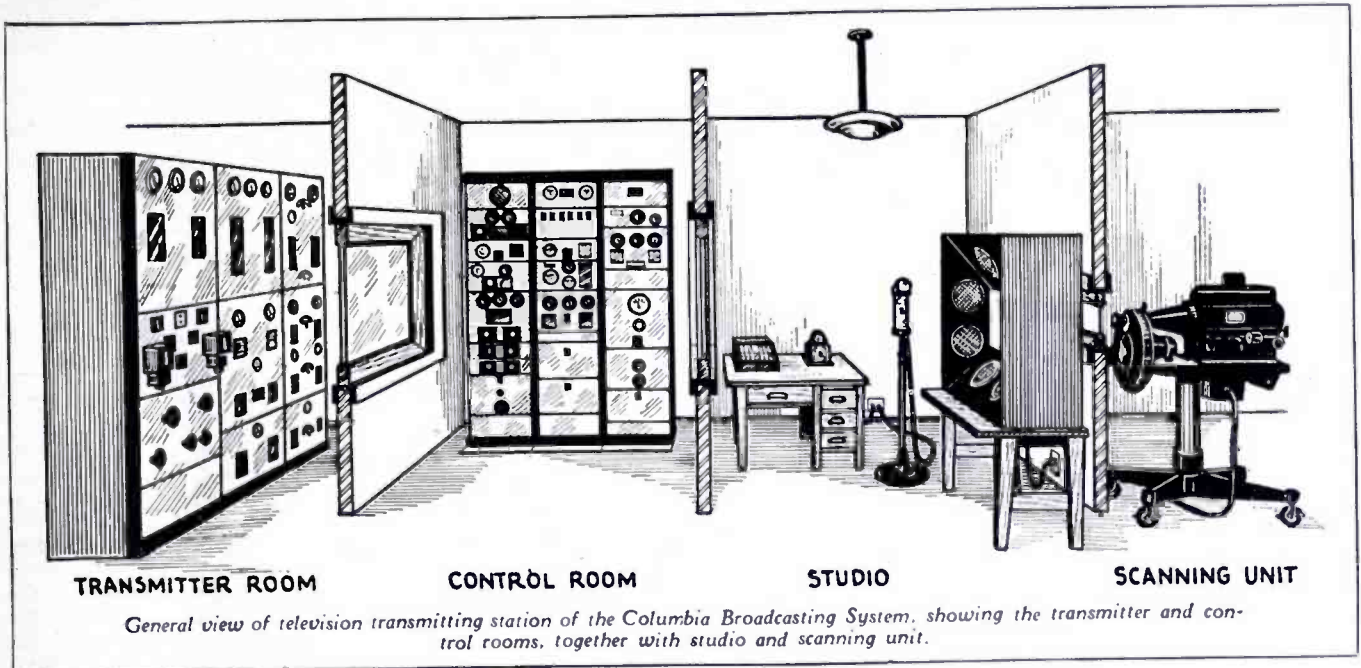 TRANSMITTER ROOM
CONTROL ROOM
STUDIO
SCANNING UNIT
General view of television transmitting station of the Columbia Broadcasting System, showing the transmitter and con-
trol rooms, together with studio and scanning unit.